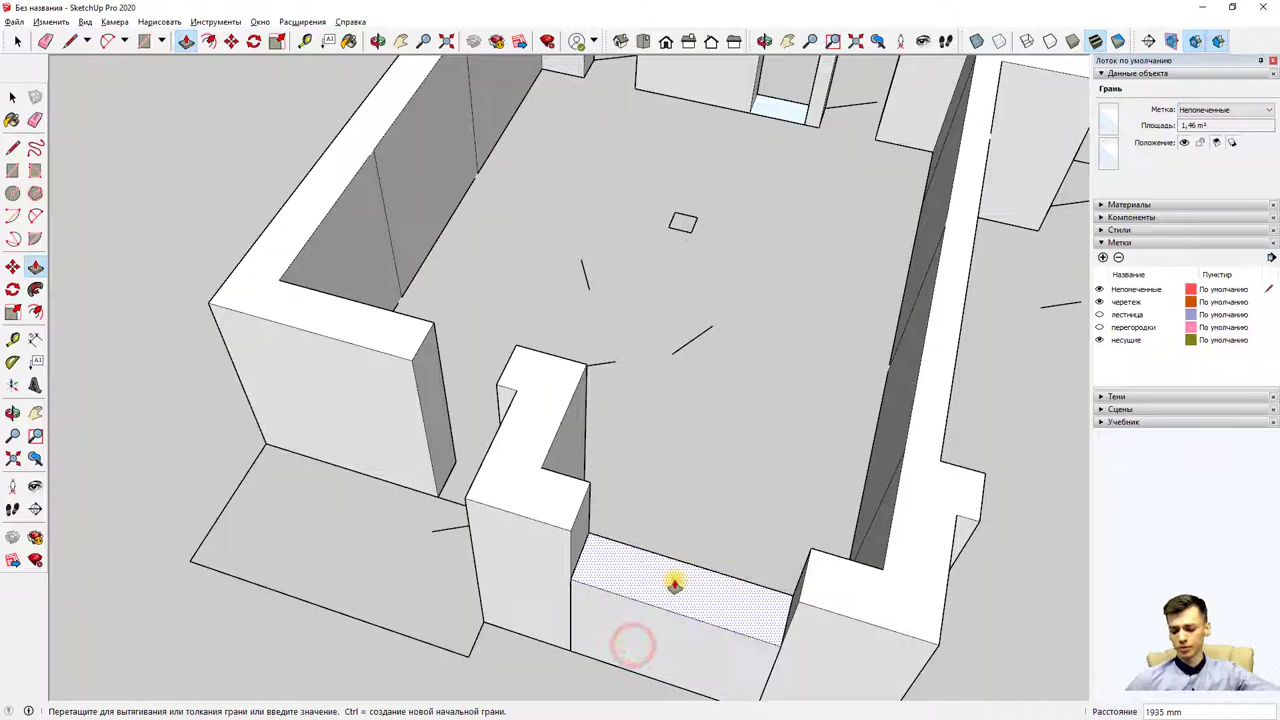 Без названия - SketchUp Pro 2020
Файл Изменить Вид Камера Нарисовать Инструменты Окно Расширения Справка
Лоток по умолчанию
Данные объекта
Грань
Метка: Непомеченные
Площадь: 1,46 m²
Положение:
Материалы
Компоненты
Стили
Метки
Название Пунктир
Непомеченные По умолчанию
черетеж По умолчанию
лестница По умолчанию
перегородки По умолчанию
несущие По умолчанию
Тени
Сцены
Учебник
Перетащите для вытягивания или толкания грани или введите значение. Ctrl = создание новой начальной грани.
Расстояние 1935 mm